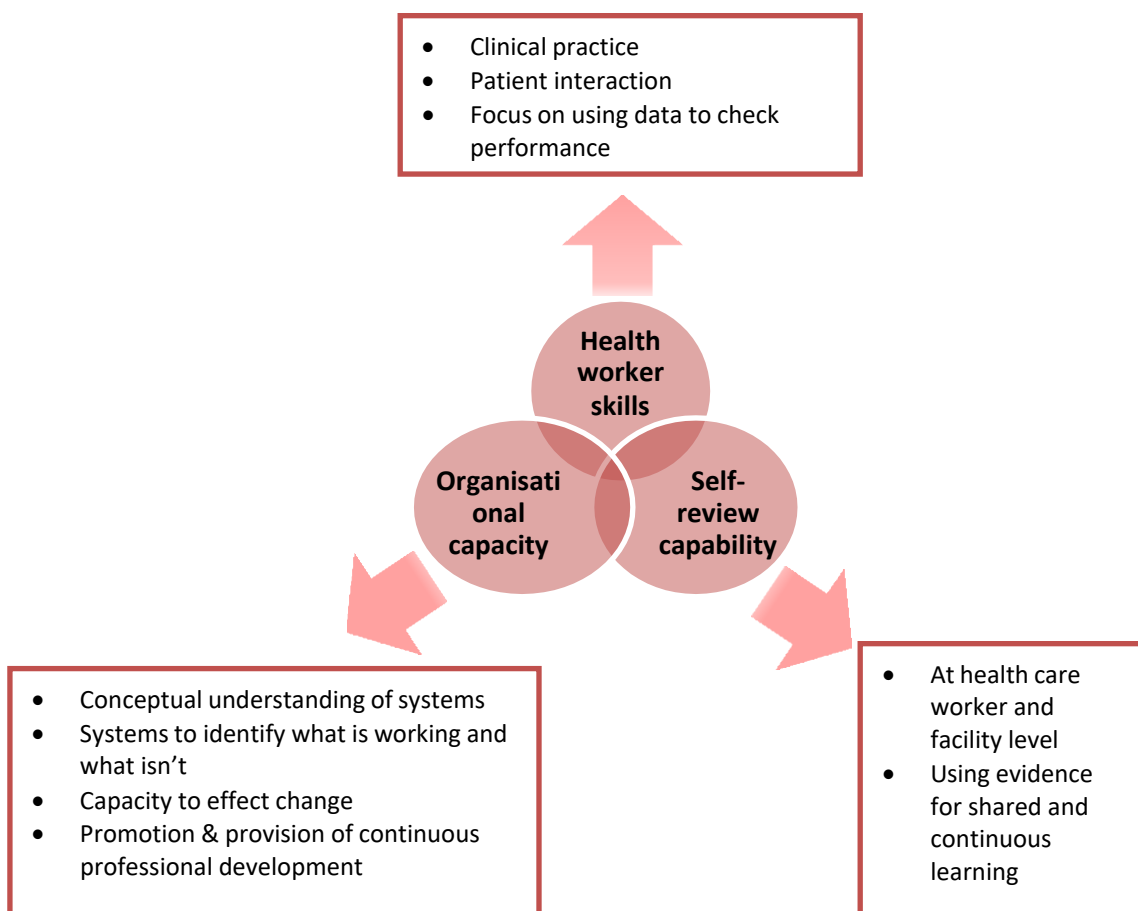 • Clinical practice
• Patient interaction
• Focus on using data to check
performance
Health
worker
skills
Organisati
onal
capacity
Self-
review
capability
• Conceptual understanding of systems
• Systems to identify what is working and
what isn’t
• Capacity to effect change
• Promotion & provision of continuous
professional development
• At health care
worker and
facility level
• Using evidence
for shared and
continuous
learning